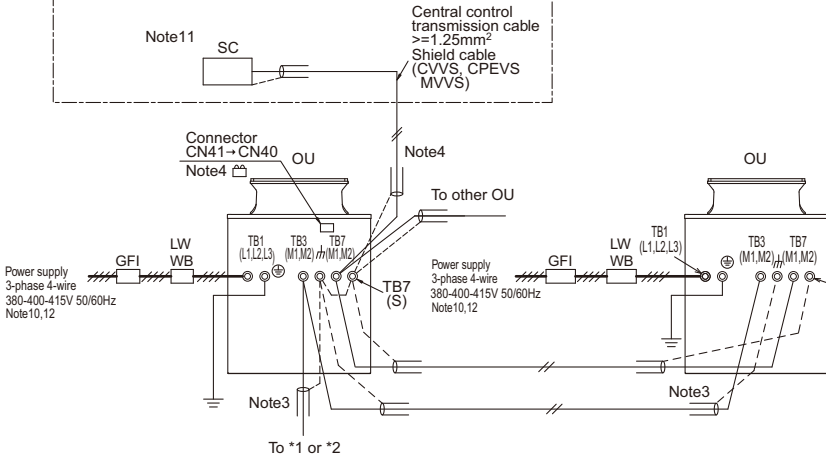 Note11
SC
Central control
transmission cable
>=1.25mm²
Shield cable
(CVVS, CPEVS
MVVS)
Connector
CN41→CN40
Note4
OU
Note4
To other OU
OU
GFI
LW
WB
TB1
(L1,L2,L3)
TB3
(M1,M2)
TB7
(M1,M2)
Power supply
3-phase 4-wire
380-400-415V 50/60Hz
Note10,12
TB7
(S)
Power supply
3-phase 4-wire
380-400-415V 50/60Hz
Note10,12
GFI
LW
WB
TB1
(L1,L2,L3)
TB3
(M1,M2)
TB7
(M1,M2)
Note3
Note3
To *1 or *2